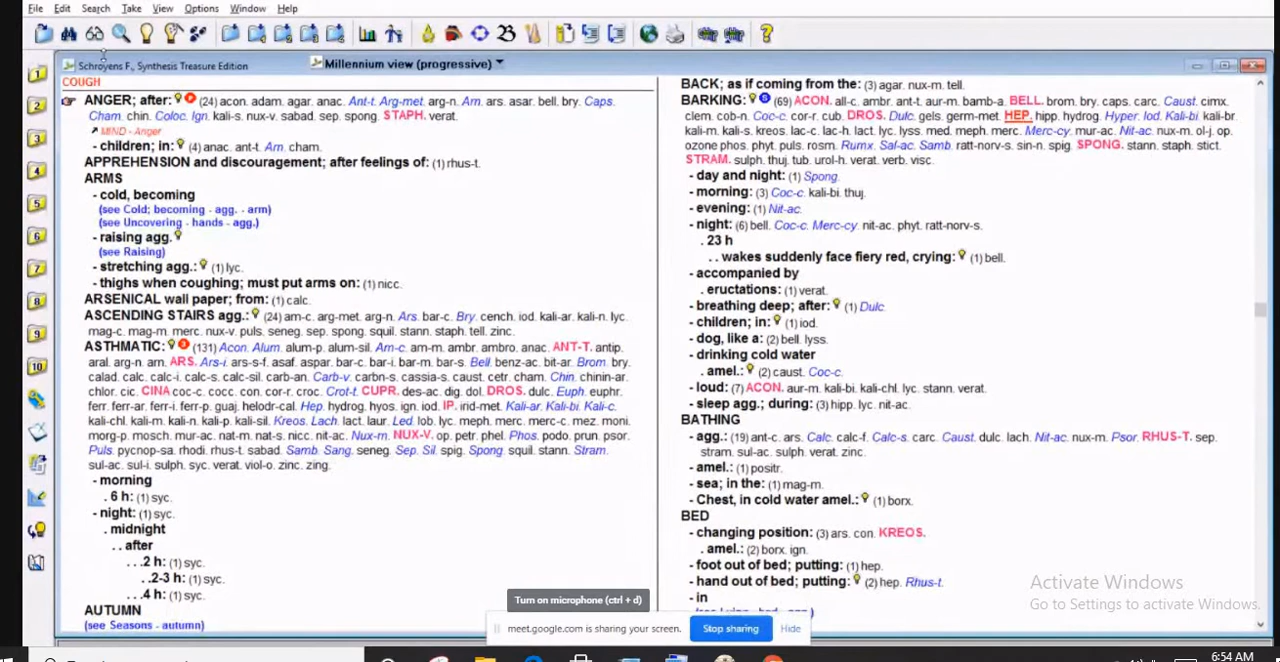 File Edit Search Take View Options Window Help
Schroyens F., Synthesis Treasure Edition
Millennium view (progressive)
COUGH
ANGER; after: (24) acon. adam. agar. anac. Ant-t. Arg-met. arg-n. Arn. ars. asar. bell. bry. Caps.
Cham. chin. Coloc. Ign. kali-s. nux-v. sabad. sep. spong. STAPH. verat.
MIND - Anger
- children; in: (4) anac. ant-t. Arn. cham.
APPREHENSION and discouragement; after feelings of: (1) rhus-t.
ARMS
- cold, becoming
(see Cold; becoming - agg. - arm)
(see Uncovering - hands - agg.)
- raising agg.
(see Raising)
- stretching agg.: (1) lyc.
- thighs when coughing; must put arms on: (1) nicc.
ARSENICAL wall paper; from: (1) calc.
ASCENDING STAIRS agg.: (24) am-c. arg-met. arg-n. Ars. bar-c. Bry. cench. iod. kali-ar. kali-n. lyc.
mag-c. mag-m. merc. nux-v. puls. seneg. sep. spong. squil. stann. staph. tell. zinc.
ASTHMATIC: (131) Acon. Alum. alum-p. alum-sil. Am-c. am-m. ambr. ambro. anac. ANT-T. antip.
aral. arg-n. arn. ARS. Ars-i. ars-s-f. asaf. aspar. bar-c. bar-i. bar-m. bar-s. Bell. benz-ac. bit-ar. Brom. bry.
calad. calc. calc-i. calc-s. calc-sil. carb-an. Carb-v. carbn-s. cassia-s. caust. cetr. cham. Chin. chinin-ar.
chlor. cic. CINA coc-c. cocc. con. cor-r. croc. Crot-t. CUPR. des-ac. dig. dol. DROS. dulc. Euph. euphr.
ferr. ferr-ar. ferr-i. ferr-p. guaj. helodr-cal. Hep. hydrog. hyos. ign. iod. IP. irid-met. Kali-ar. Kali-bi. Kali-c.
kali-chl. kali-m. kali-n. kali-p. kali-sil. Kreos. Lach. lact. laur. Led. lob. lyc. meph. merc. merc-c. mez. moni.
morg-p. mosch. mur-ac. nat-m. nat-s. nicc. nit-ac. Nux-m. NUX-V. op. petr. phel. Phos. podo. prun. psor.
Puls. pycnop-sa. rhodi. rhus-t. sabad. Samb. Sang. seneg. Sep. Sil. spig. Spong. squil. stann. Stram.
sul-ac. sul-i. sulph. syc. verat. viol-o. zinc. zing.
- morning
. 6 h: (1) syc.
- night: (1) syc.
. midnight
. . after
. . . 2 h: (1) syc.
. . 2-3 h: (1) syc.
. . . 4 h: (1) syc.
AUTUMN
(see Seasons - autumn)
BACK; as if coming from the: (3) agar. nux-m. tell.
BARKING: (69) ACON. all-c. ambr. ant-t. aur-m. bamb-a. BELL. brom. bry. caps. carc. Caust. cimx.
clem. cob-n. Coc-c. cor-r. cub. DROS. Dulc. gels. germ-met. HEP. hipp. hydrog. Hyper. Iod. Kali-bi. kali-br.
kali-m. kali-s. kreos. lac-c. lac-h. lact. lyc. lyss. med. meph. merc. Merc-cy. mur-ac. Nit-ac. nux-m. ol-j. op.
ozone phos. phyt. puls. rosm. Rumx. Sal-ac. Samb. ratt-norv-s. sin-n. spig. SPONG. stann. staph. stict.
STRAM. sulph. thuj. tub. urol-h. verat. verb. visc.
- day and night: (1) Spong.
- morning: (3) Coc-c. kali-bi. thuj.
- evening: (1) Nit-ac.
- night: (6) bell. Coc-c. Merc-cy. nit-ac. phyt. ratt-norv-s.
. 23 h
. . wakes suddenly face fiery red, crying: (1) bell.
- accompanied by
. eructations: (1) verat.
- breathing deep; after: (1) Dulc.
- children; in: (1) iod.
- dog, like a: (2) bell. lyss.
- drinking cold water
. amel.: (2) caust. Coc-c.
- loud: (7) ACON. aur-m. kali-bi. kali-chl. lyc. stann. verat.
- sleep agg.; during: (3) hipp. lyc. nit-ac.
BATHING
- agg.: (19) ant-c. ars. Calc. calc-f. Calc-s. carc. Caust. dulc. lach. Nit-ac. nux-m. Psor. RHUS-T. sep.
stram. sul-ac. sulph. verat. zinc.
- amel.: (1) positr.
- sea; in the: (1) mag-m.
- Chest, in cold water amel.: (1) borx.
BED
- changing position: (3) ars. con. KREOS.
. amel.: (2) borx. ign.
- foot out of bed; putting: (1) hep.
- hand out of bed; putting: (2) hep. Rhus-t.
- in
1
2
3
4
5
6
7
8
9
10
Activate Windows
Go to Settings to activate Windows.
Turn on microphone (ctrl + d)
meet.google.com is sharing your screen. Stop sharing Hide
6:54 AM